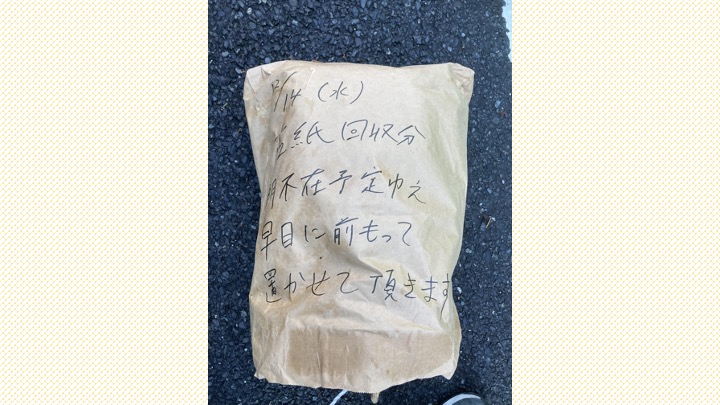 /14 (水)
古紙回収分
不在予定ゆえ
早目に前もって
置かせて頂きます